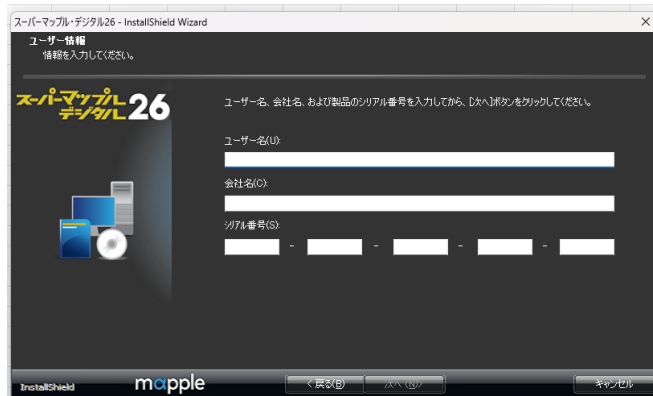 スーパーマップル・デジタル26 - InstallShield Wizard
ユーザー情報
情報を入力してください。
スーパーマップル
デジタル26
ユーザー名、会社名、および製品のシリアル番号を入力してから、[次へ]ボタンをクリックしてください。
ユーザー名(U):
会社名(C):
シリアル番号(S):
- - - -
InstallShield
mapple
< 戻る(B)
次へ (N)>
キャンセル